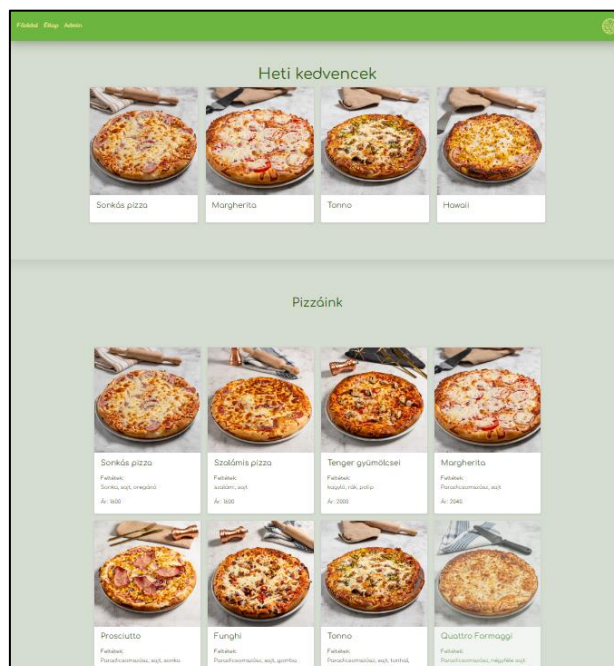 Főoldal Étlap Admin
Heti kedvencek
Sonkás pizza
Margherita
Tonno
Hawaii
Pizzáink
Sonkás pizza
Feltétek:
Sonka, sajt, oregánó
Ár: 1600
Szalámis pizza
Feltétek:
szalámi, sajt
Ár: 1600
Tenger gyümölcsei
Feltétek:
kagyló, rák, polip
Ár: 2000
Margherita
Feltétek:
Paradicsomszósz, sajt
Ár: 2040
Prosciutto
Feltétek:
Paradicsomszósz, sajt, sonka
Funghi
Feltétek:
Paradicsomszósz, sajt, gomba,
Tonno
Feltétek:
Paradicsomszósz, sajt, tonhal,
Quattro Formaggi
Feltétek:
Paradicsomszósz, négyféle sajt